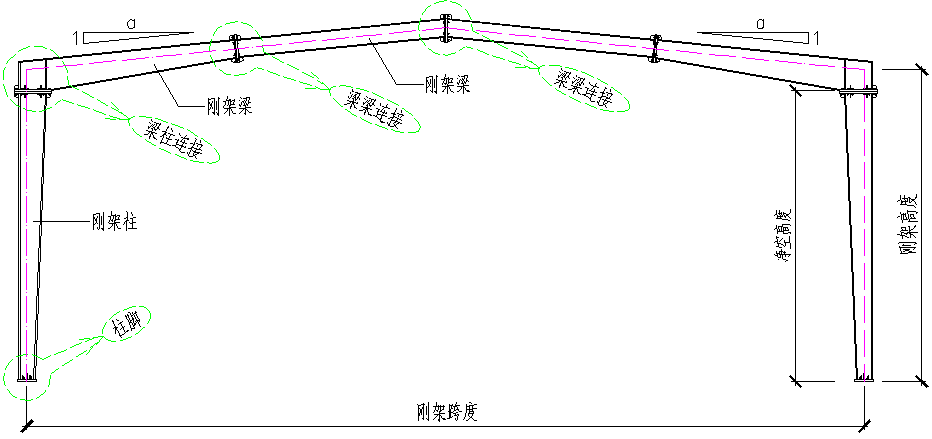 1 a
a 1
刚架梁
刚架梁
梁柱连接
梁梁连接
梁梁连接
刚架柱
净空高度
刚架高度
柱脚
刚架跨度